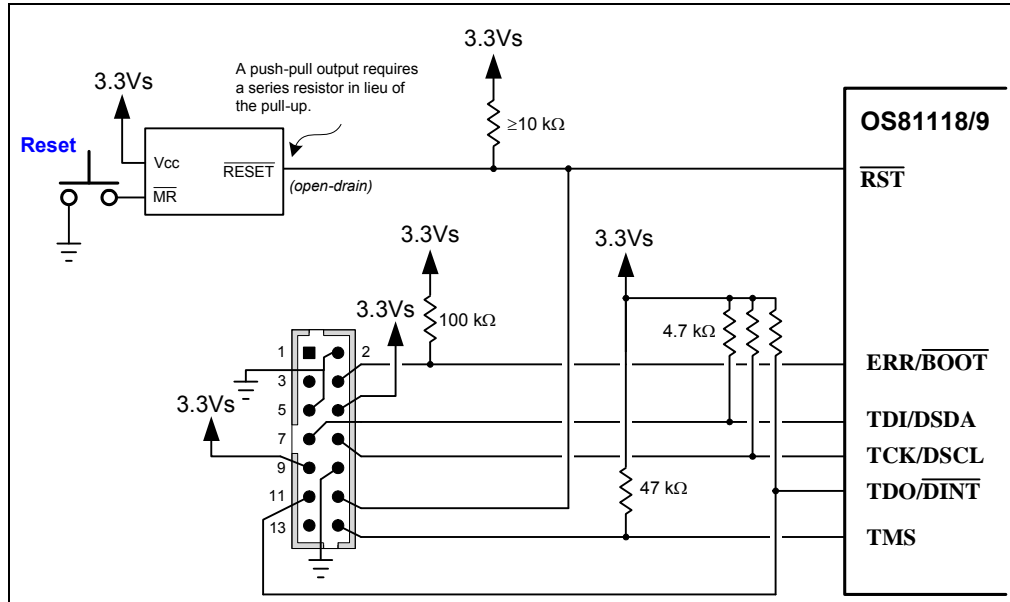 3.3Vs
A push-pull output requires
a series resistor in lieu of
the pull-up.
3.3Vs
≥10 kΩ
OS81118/9
Reset
Vcc
RESET
MR
(open-drain)
RST
3.3Vs
3.3Vs
3.3Vs
100 kΩ
4.7 kΩ
1
2
3
5
7
9
11
13
3.3Vs
47 kΩ
ERR/BOOT
TDI/DSDA
TCK/DSCL
TDO/DINT
TMS